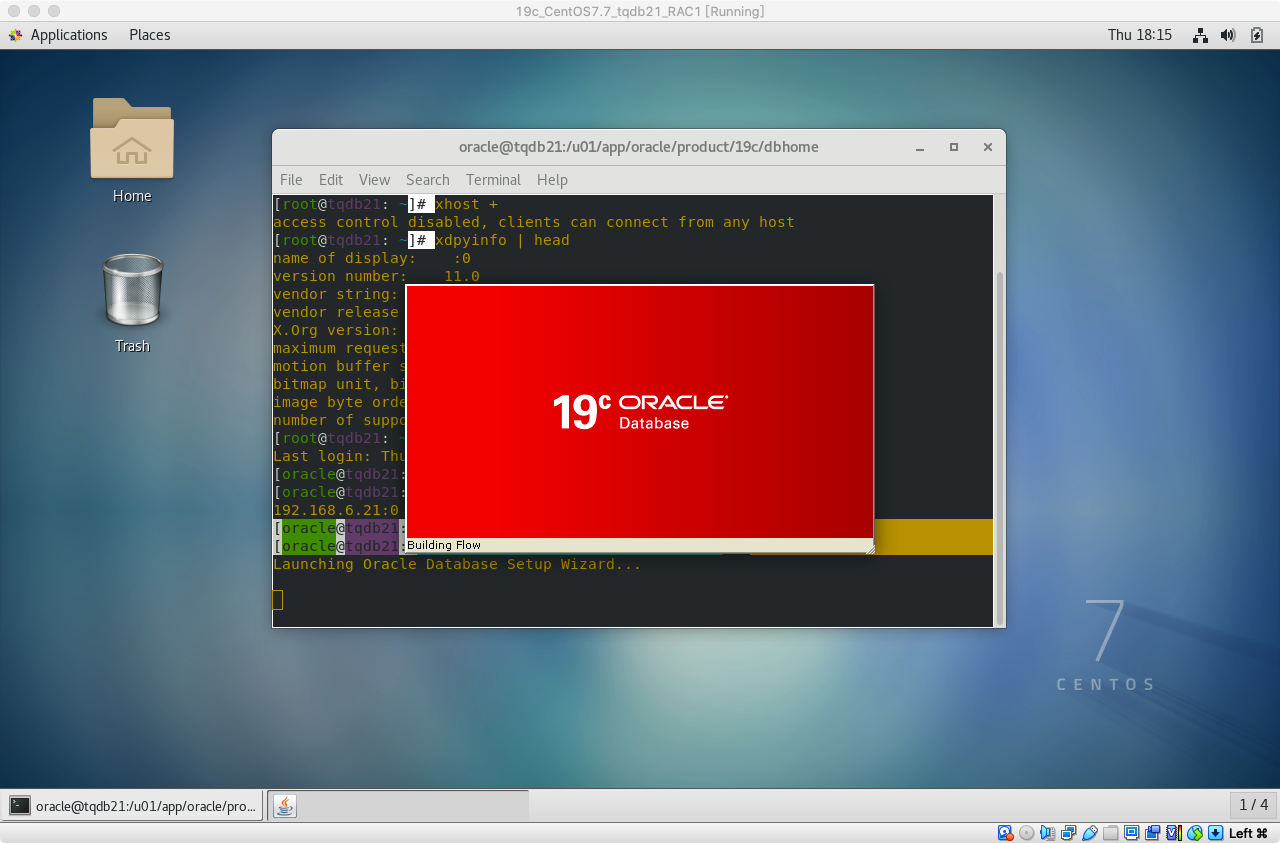 19c_CentOS7.7_tqdb21_RAC1 [Running]
Applications Places Thu 18:15
Home
Trash
oracle@tqdb21:/u01/app/oracle/product/19c/dbhome
File Edit View Search Terminal Help
[root@tqdb21: ~]# xhost +
access control disabled, clients can connect from any host
[root@tqdb21: ~]# xdpyinfo | head
name of display:    :0
version number:    11.0
vendor string:
vendor release
X.Org version:
maximum request
motion buffer s
bitmap unit, bi
image byte orde
number of suppo
[root@tqdb21: ~
Last login: Thu
[oracle@tqdb21:
[oracle@tqdb21:
192.168.6.21:0
[oracle@tqdb21:
[oracle@tqdb21:
Launching Oracle Database Setup Wizard...
19c ORACLE
Database
Building Flow
7
CENTOS
oracle@tqdb21:/u01/app/oracle/pro...
1 / 4
Left ⌘